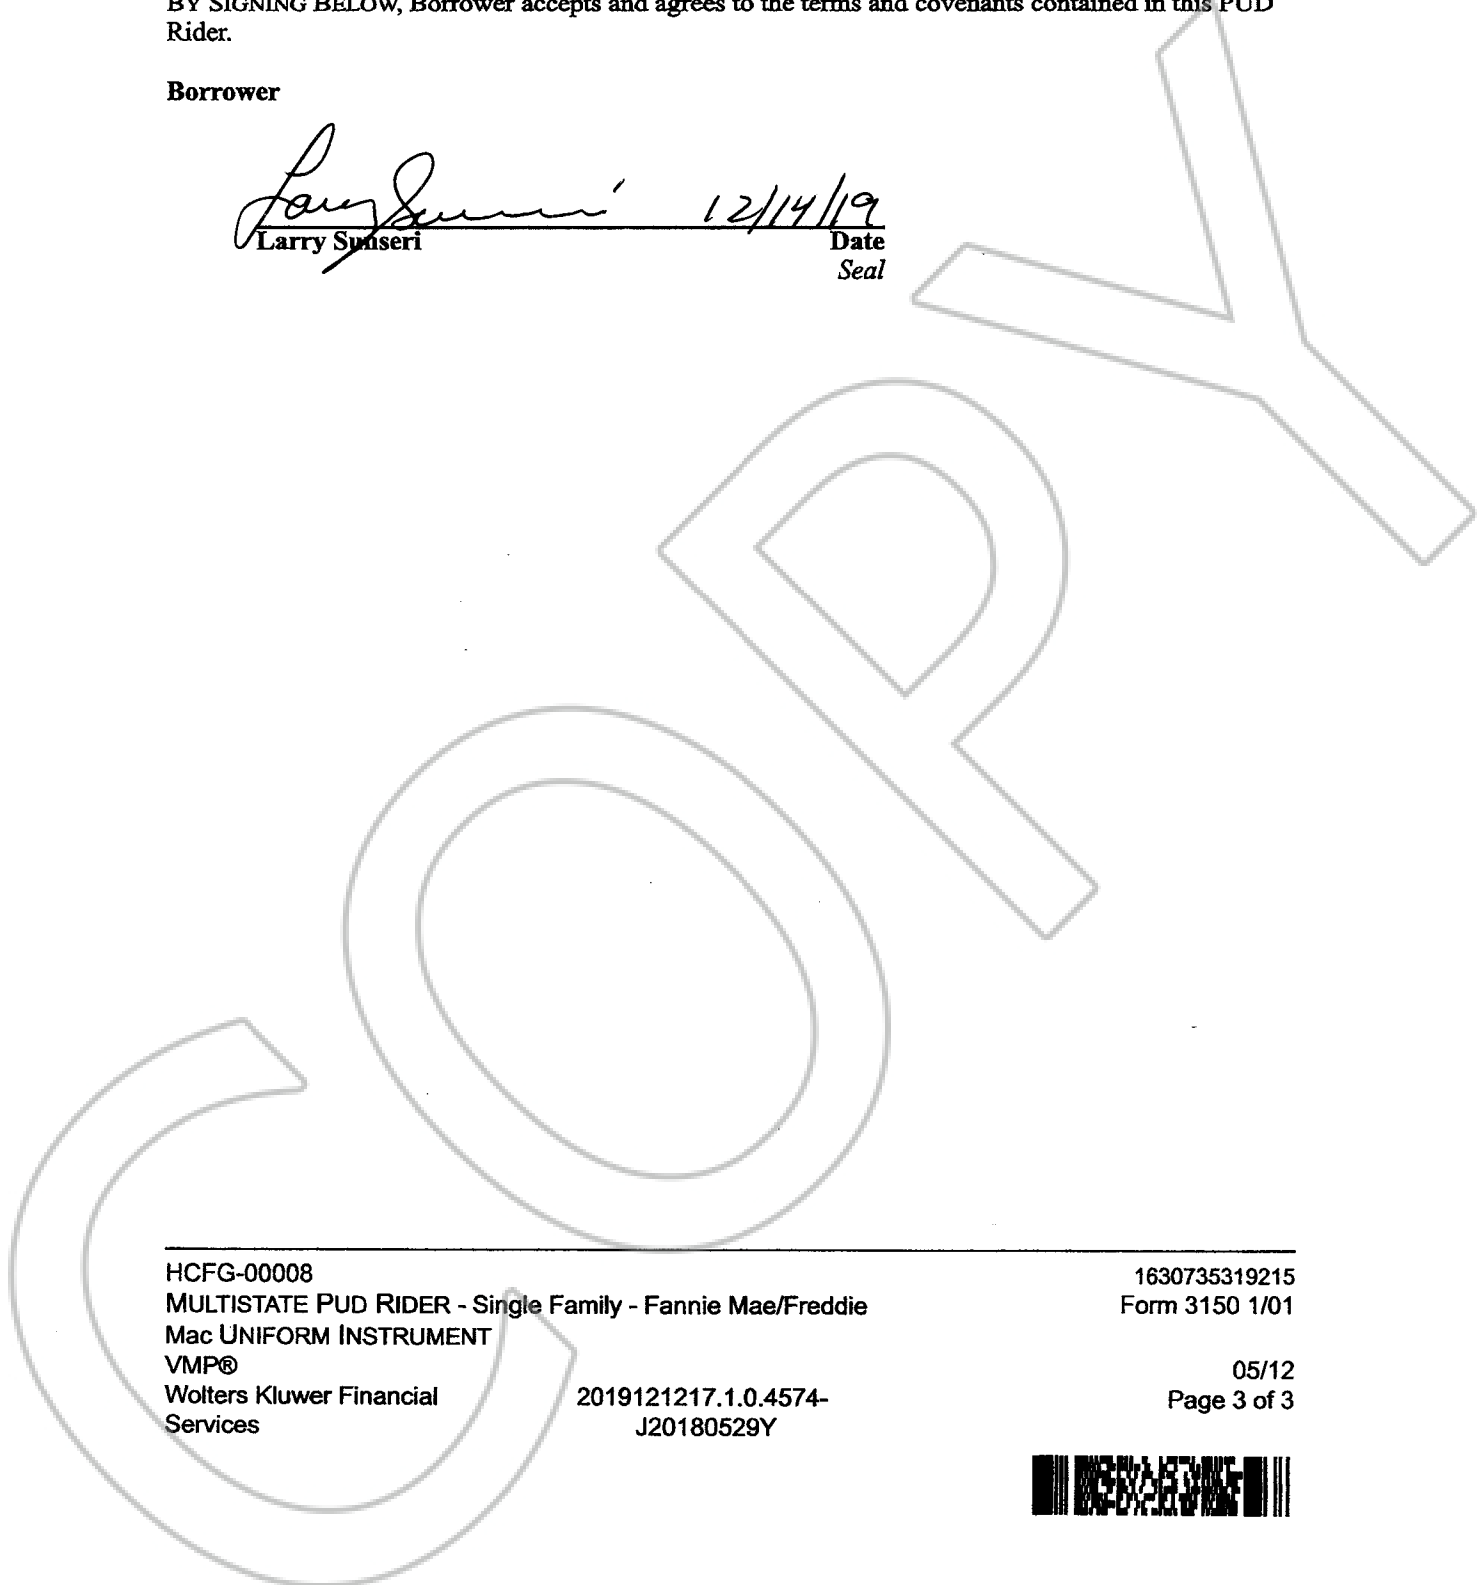 BY SIGNING BELOW, Borrower accepts and agrees to the terms and covenants contained in this PUD
Rider.
Borrower
Larry Sunseri 12/14/19
Larry Sunseri Date
Seal
COPY
HCFG-00008 1630735319215
MULTISTATE PUD RIDER - Single Family - Fannie Mae/Freddie Form 3150 1/01
Mac UNIFORM INSTRUMENT
VMP® 05/12
Wolters Kluwer Financial 2019121217.1.0.4574- Page 3 of 3
Services J20180529Y